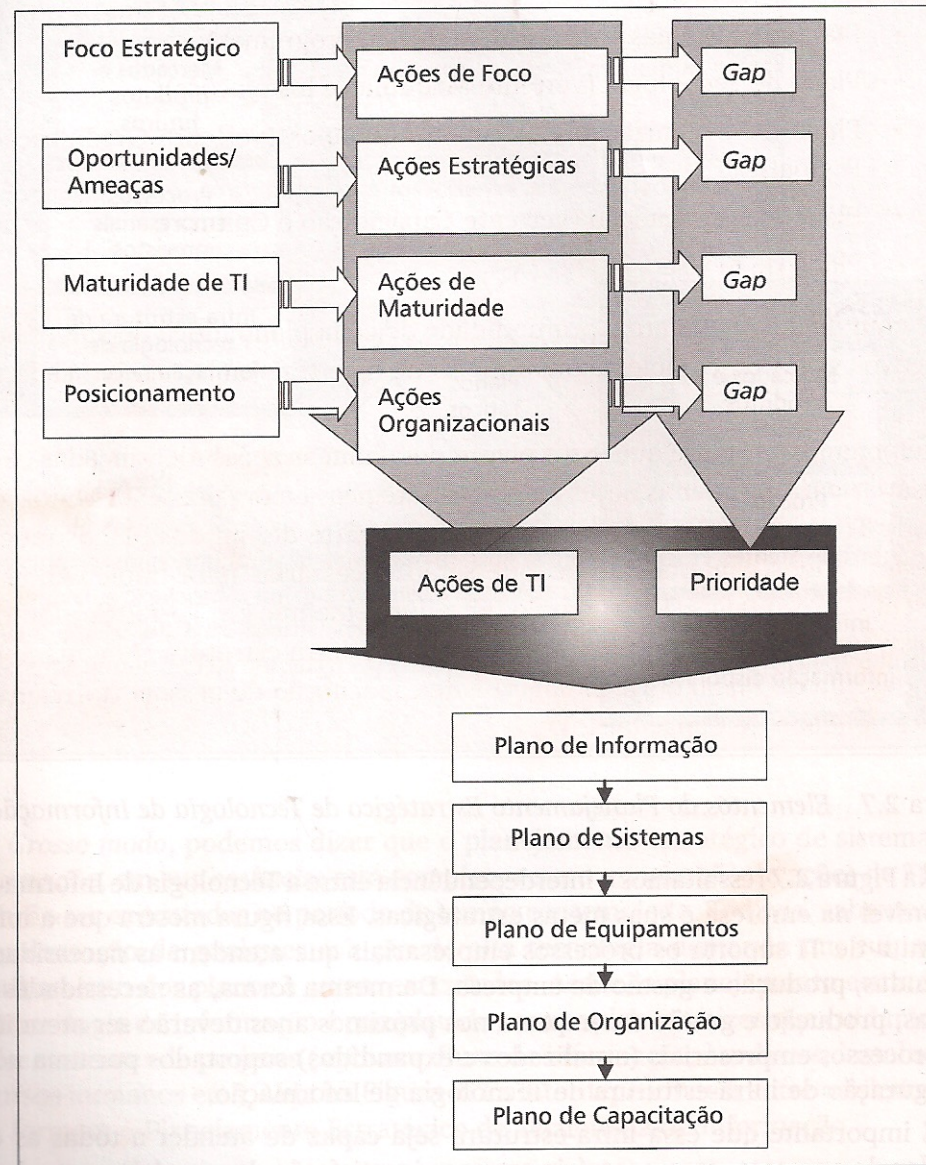 Foco Estratégico
Ações de Foco
Gap
Oportunidades/
Ameaças
Ações Estratégicas
Gap
Maturidade de TI
Ações de
Maturidade
Gap
Posicionamento
Ações
Organizacionais
Gap
Ações de TI
Prioridade
Plano de Informação
Plano de Sistemas
Plano de Equipamentos
Plano de Organização
Plano de Capacitação